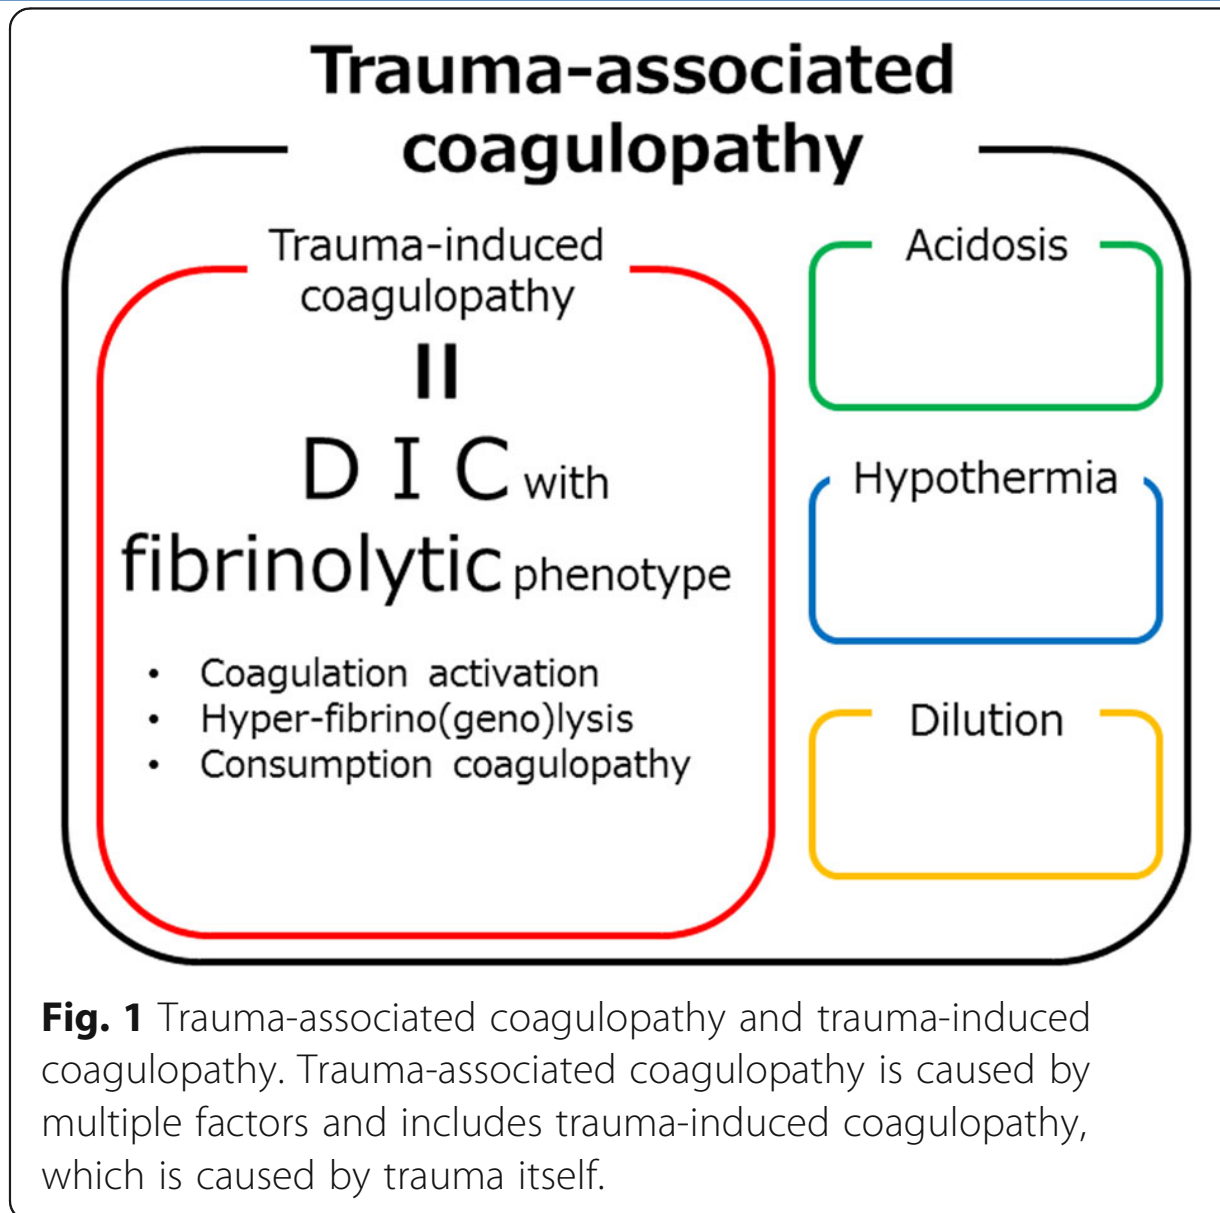 Trauma-associated
coagulopathy
Trauma-induced
coagulopathy
=
D I C with
fibrinolytic phenotype
• Coagulation activation
• Hyper-fibrino(geno)lysis
• Consumption coagulopathy
Acidosis
Hypothermia
Dilution
Fig. 1 Trauma-associated coagulopathy and trauma-induced
coagulopathy. Trauma-associated coagulopathy is caused by
multiple factors and includes trauma-induced coagulopathy,
which is caused by trauma itself.